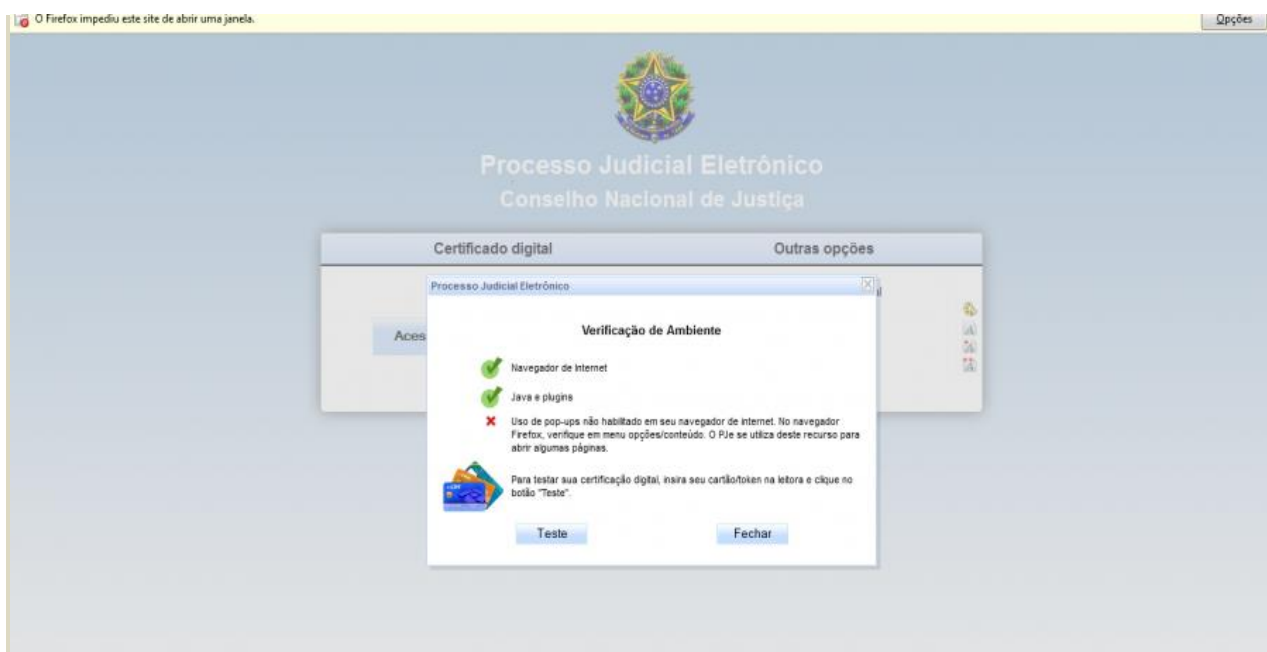 O Firefox impediu este site de abrir uma janela.
Opções
Processo Judicial Eletrônico
Conselho Nacional de Justiça
Certificado digital
Outras opções
Aces
Processo Judicial Eletrônico
Verificação de Ambiente
Navegador de Internet
Java e plugins
Uso de pop-ups não habilitado em seu navegador de internet. No navegador
Firefox, verifique em menu opções/conteúdo. O PJe se utiliza deste recurso para
abrir algumas páginas.
Para testar sua certificação digital, insira seu cartão/token na leitora e clique no
botão "Teste".
Teste
Fechar